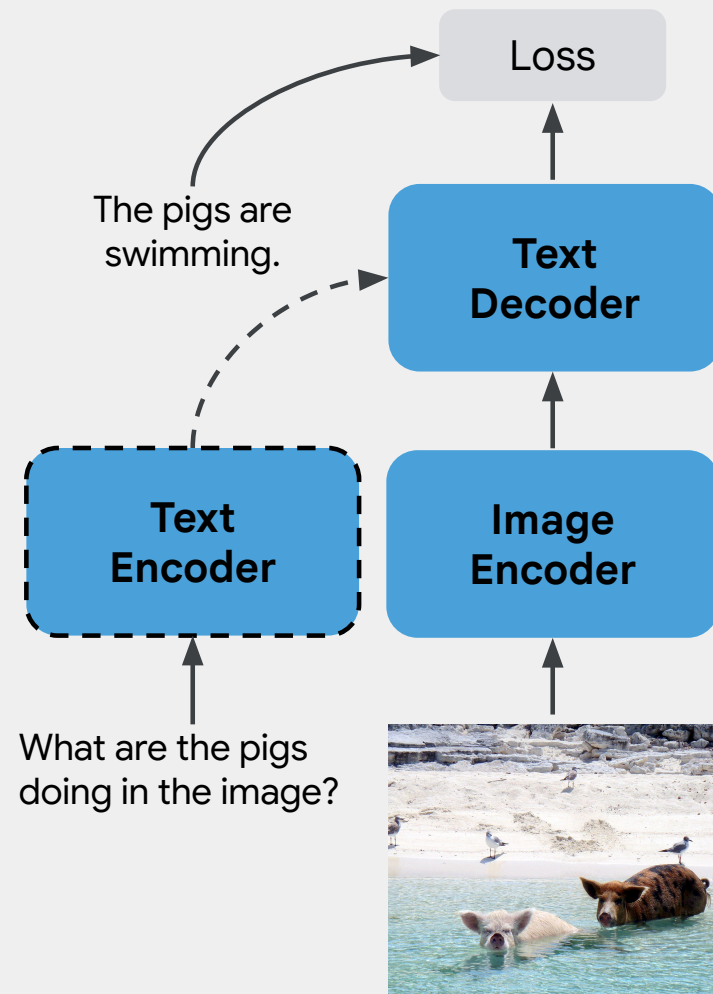 Loss
The pigs are
swimming.
Text
Decoder
Text
Encoder
Image
Encoder
What are the pigs
doing in the image?